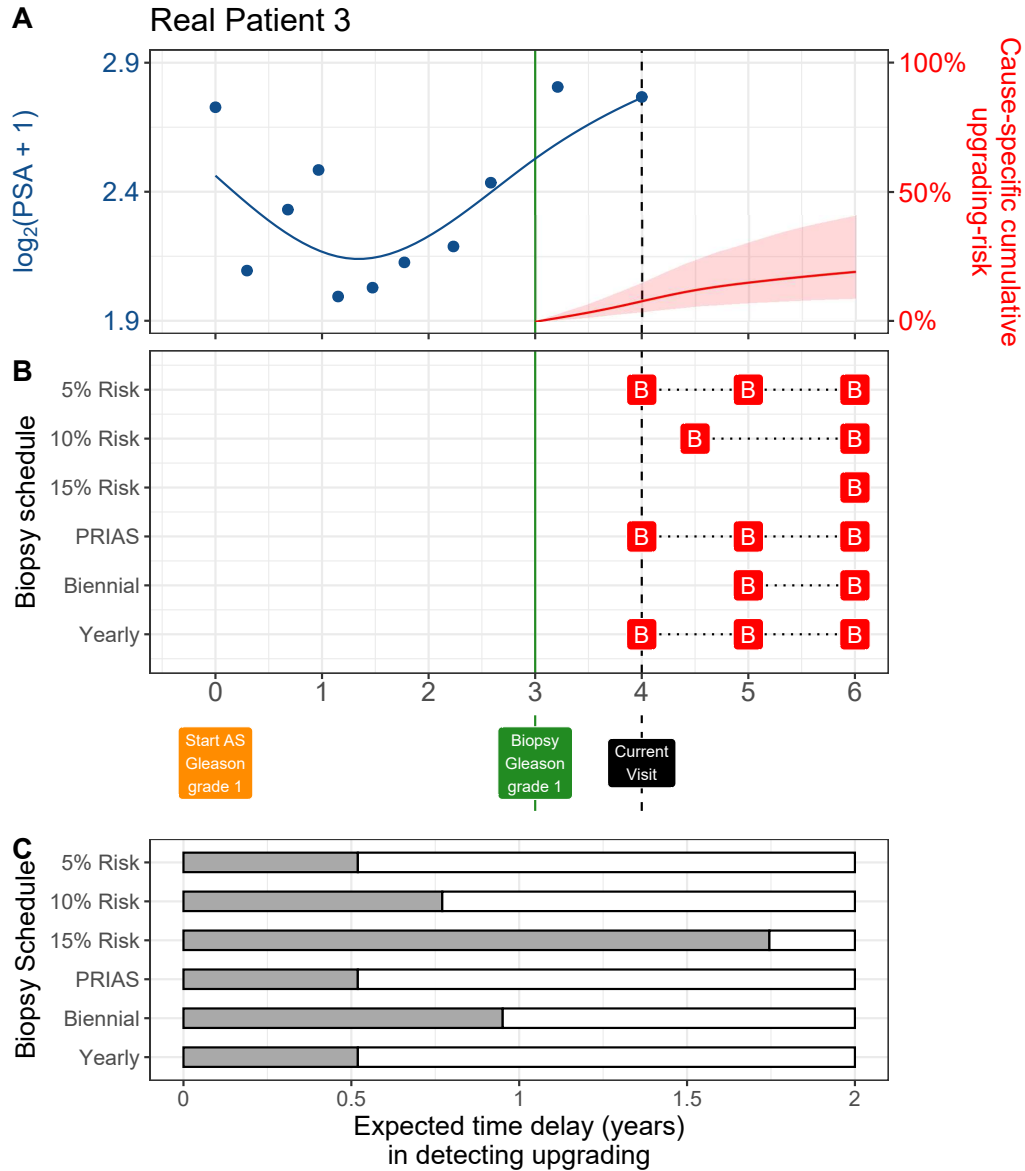 A
Real Patient 3
2.9
2.4
1.9
log2(PSA + 1)
100%
50%
0%
Cause-specific cumulative
upgrading-risk
B
Biopsy schedule
5% Risk
B
B
B
10% Risk
B
B
15% Risk
B
PRIAS
B
B
B
Biennial
B
B
Yearly
B
B
B
0
1
2
3
4
5
6
Start AS
Gleason
grade 1
Biopsy
Gleason
grade 1
Current
Visit
C
Biopsy Schedule
5% Risk
10% Risk
15% Risk
PRIAS
Biennial
Yearly
0
0.5
1
1.5
2
Expected time delay (years)
in detecting upgrading